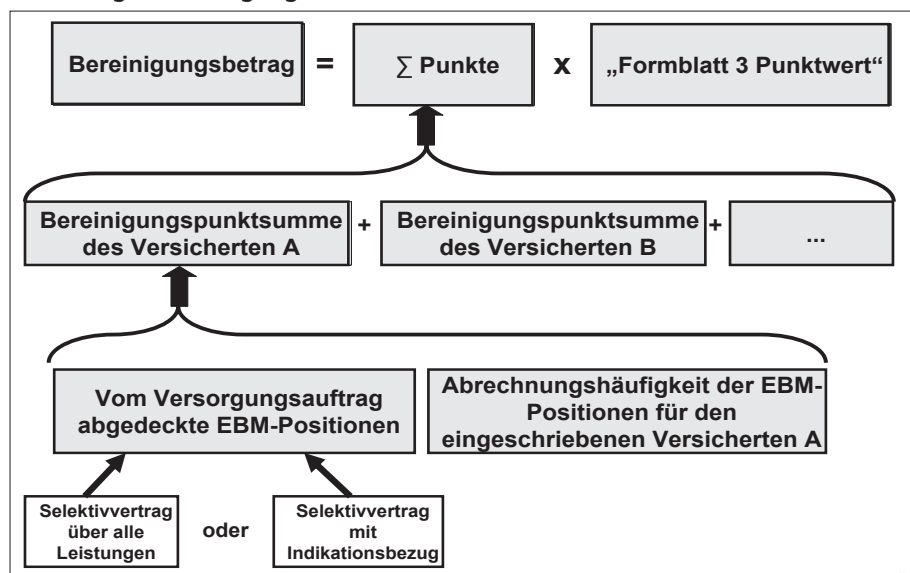 Bereinigungsbetrag = ∑ Punkte x „Formblatt 3 Punktwert“
Bereinigungspunktsumme
des Versicherten A
+
Bereinigungspunktsumme
des Versicherten B
+
...
Vom Versorgungsauftrag
abgedeckte EBM-Positionen
Abrechnungshäufigkeit der EBM-
Positionen für den
eingeschriebenen Versicherten A
Selektivvertrag
über alle
Leistungen
oder
Selektivvertrag
mit
Indikationsbezug